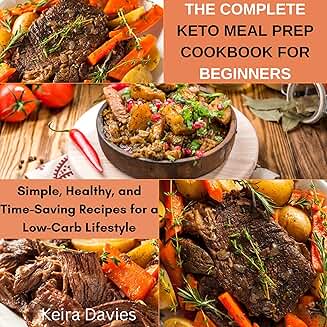 THE COMPLETE
KETO MEAL PREP
COOKBOOK FOR
BEGINNERS
Simple, Healthy, and
Time-Saving Recipes for a
Low-Carb Lifestyle
Keira Davies